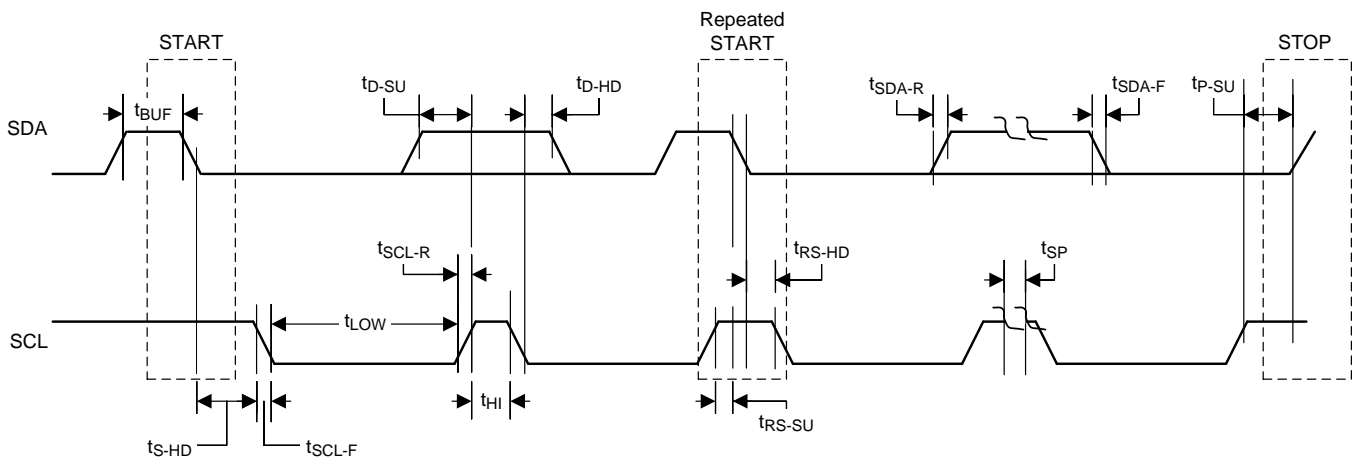 Repeated
START START STOP
tD-SU tD-HD tSDA-R tSDA-F tP-SU
tBUF
SDA
tSCL-R tRS-HD tSP
tLOW
SCL
tHI
tRS-SU
tS-HD tSCL-F